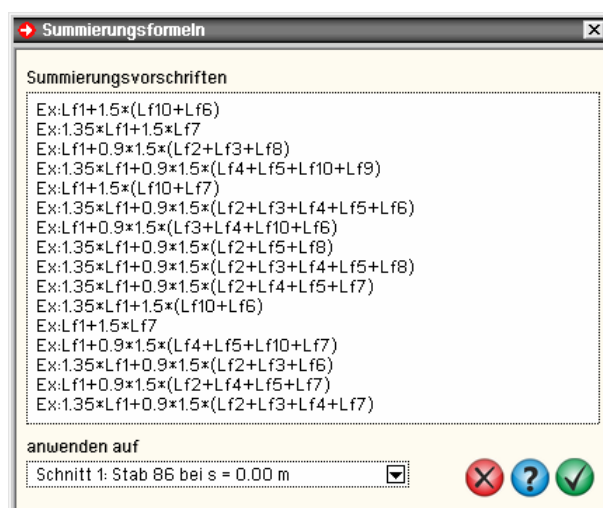 Summierungsformeln
Summierungsvorschriften
Ex:Lf1+1.5*(Lf10+Lf6)
Ex:1.35*Lf1+1.5*Lf7
Ex:Lf1+0.9*1.5*(Lf2+Lf3+Lf8)
Ex:1.35*Lf1+0.9*1.5*(Lf4+Lf5+Lf10+Lf9)
Ex:Lf1+1.5*(Lf10+Lf7)
Ex:1.35*Lf1+0.9*1.5*(Lf2+Lf3+Lf4+Lf5+Lf6)
Ex:Lf1+0.9*1.5*(Lf3+Lf4+Lf10+Lf6)
Ex:1.35*Lf1+0.9*1.5*(Lf2+Lf5+Lf8)
Ex:1.35*Lf1+0.9*1.5*(Lf2+Lf3+Lf4+Lf5+Lf8)
Ex:1.35*Lf1+0.9*1.5*(Lf2+Lf4+Lf5+Lf7)
Ex:1.35*Lf1+1.5*(Lf10+Lf6)
Ex:Lf1+1.5*Lf7
Ex:Lf1+0.9*1.5*(Lf4+Lf5+Lf10+Lf7)
Ex:1.35*Lf1+0.9*1.5*(Lf2+Lf3+Lf6)
Ex:Lf1+0.9*1.5*(Lf2+Lf4+Lf5+Lf7)
Ex:1.35*Lf1+0.9*1.5*(Lf2+Lf3+Lf4+Lf7)
anwenden auf
Schnitt 1: Stab 86 bei s = 0.00 m